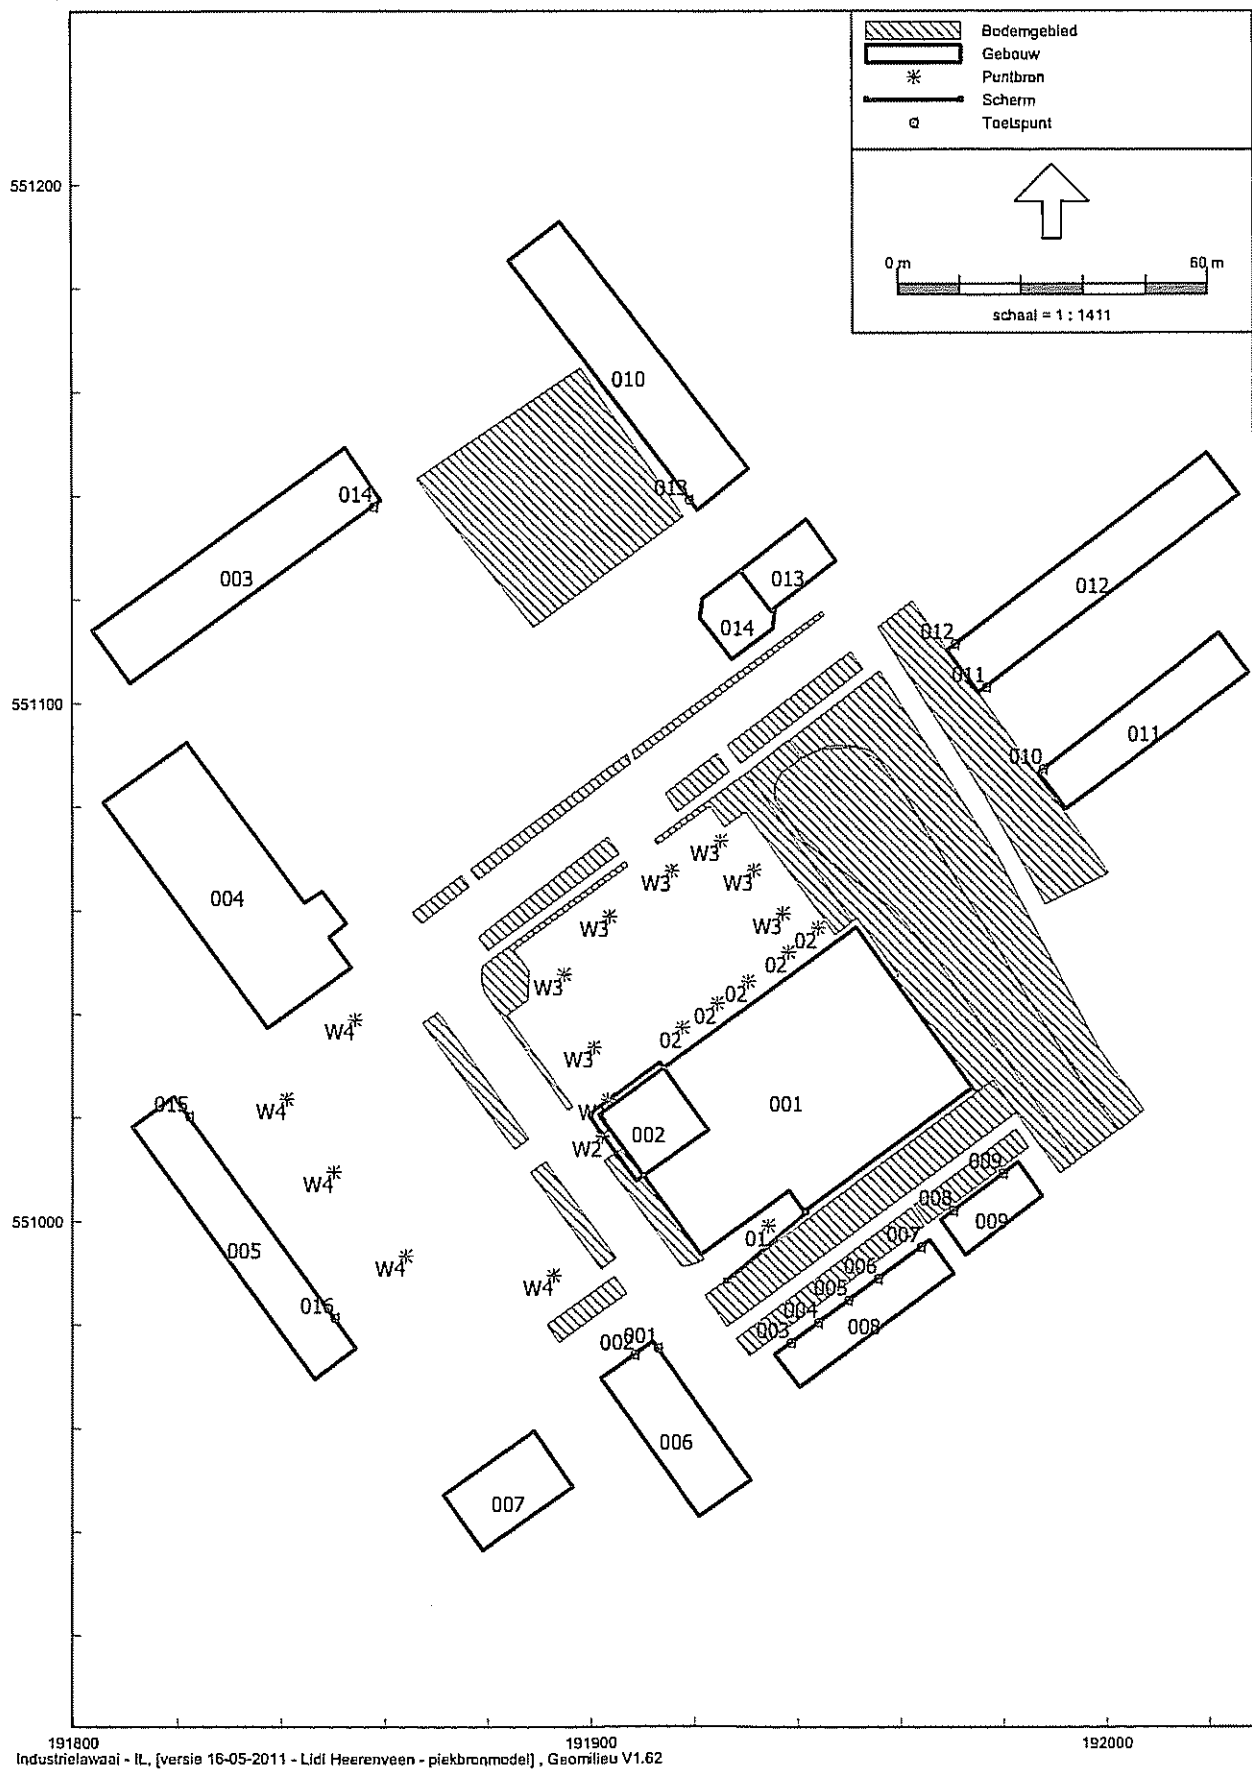 Bodemgebied
Gebouw
Puntbron
Scherm
Toetspunt
0 m 60 m
schaal = 1 : 1411
551200
010
014
013
003
013
012
014
012
011
551100
011
010
W3
W3 W3
004
W3 W3
02
02
W3 02
02
W4 02
W3
015 W4
001
002
W2
W4
009
551000
008
009
01
005
007
W4
006
W4
005
016
004
008
003
001
002
006
007
191800 191900 192000
Industrielawaai - IL, [versie 16-05-2011 - Lidl Heerenveen - piekbronmodel] , Geomilieu V1.62